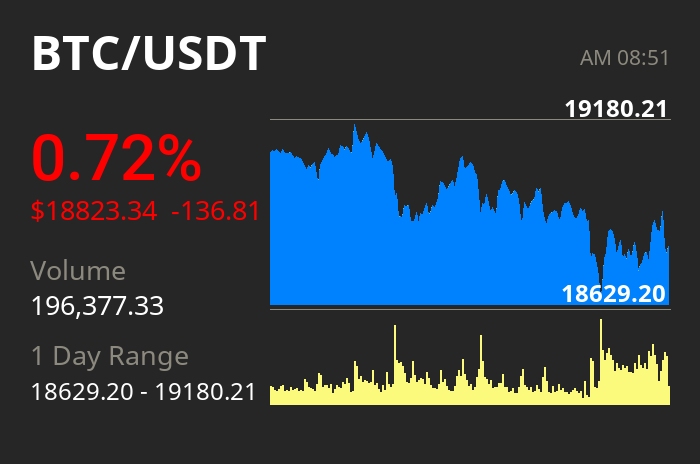 BTC/USDT
AM 08:51
19180.21
0.72%
$18823.34 -136.81
Volume
196,377.33
18629.20
1 Day Range
18629.20 - 19180.21